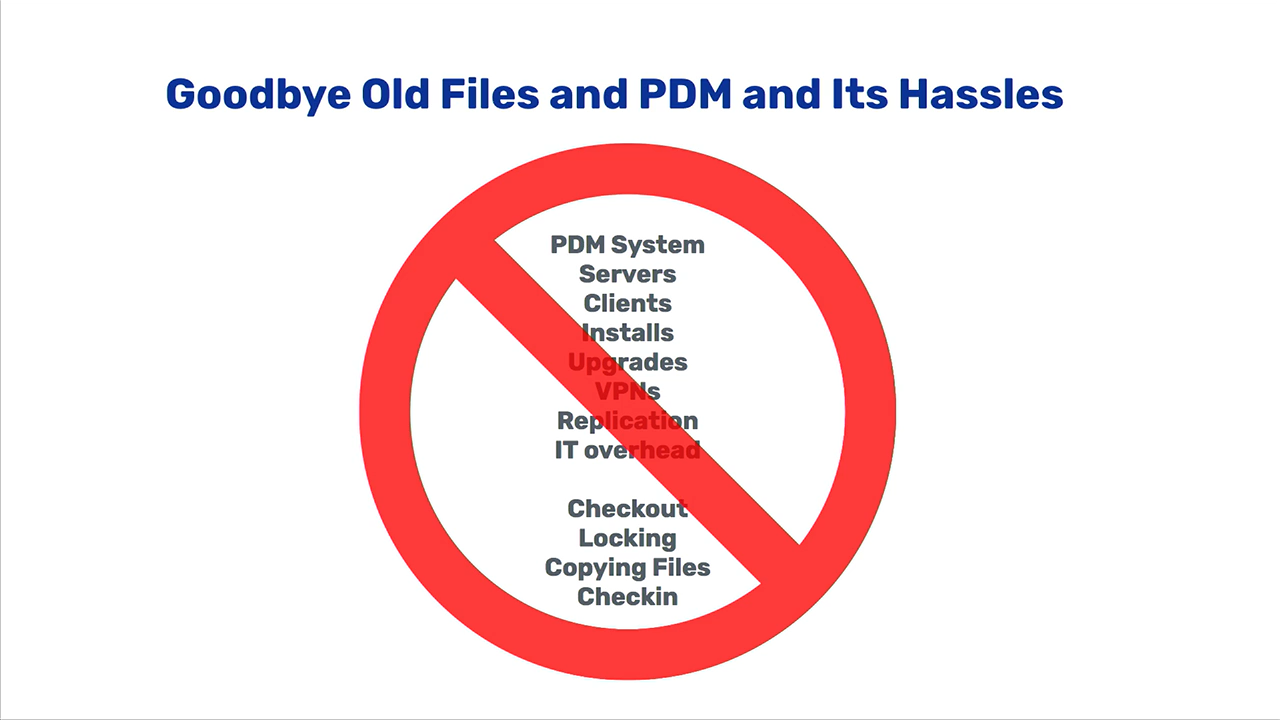 Goodbye Old Files and PDM and Its Hassles
PDM System
Servers
Clients
Installs
Upgrades
VPNs
Replication
IT overhead
Checkout
Locking
Copying Files
Checkin